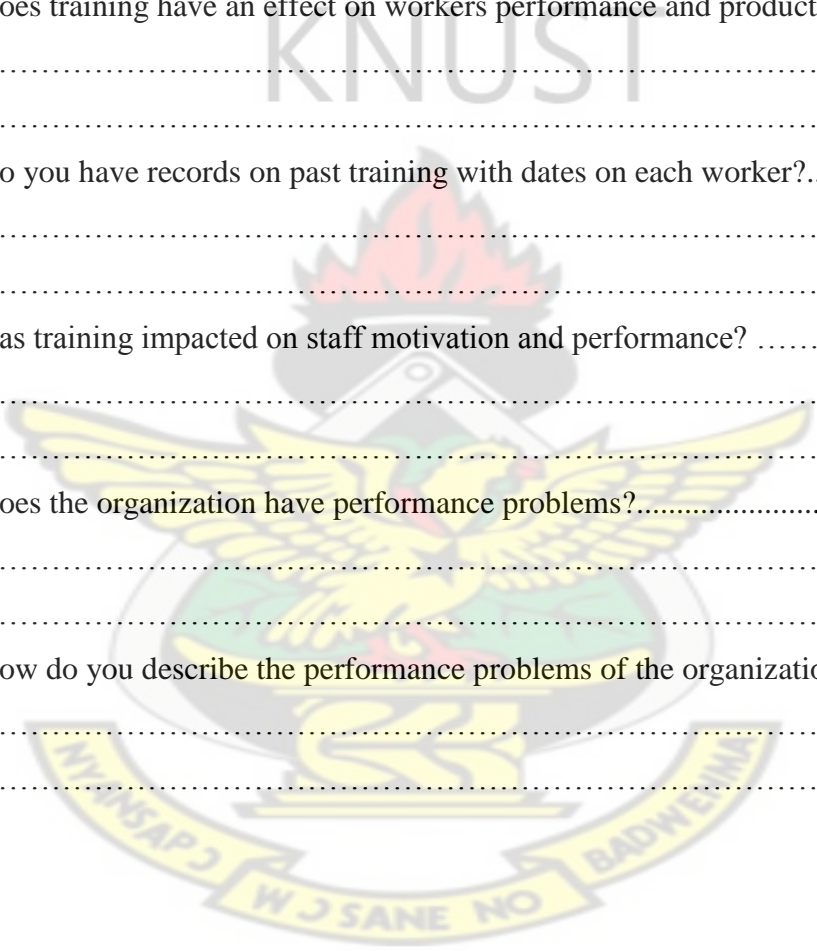 KNUST
oes training have an effect on workers performance and product
………………………………………………………………………………
………………………………………………………………………………
o you have records on past training with dates on each worker?..
………………………………………………………………………………
………………………………………………………………………………
as training impacted on staff motivation and performance? ……
………………………………………………………………………………
………………………………………………………………………………
oes the organization have performance problems?.......................
………………………………………………………………………………
………………………………………………………………………………
ow do you describe the performance problems of the organizatio
………………………………………………………………………………
………………………………………………………………………………
NYANSAPƆ WƆSANE NO BADWENMA